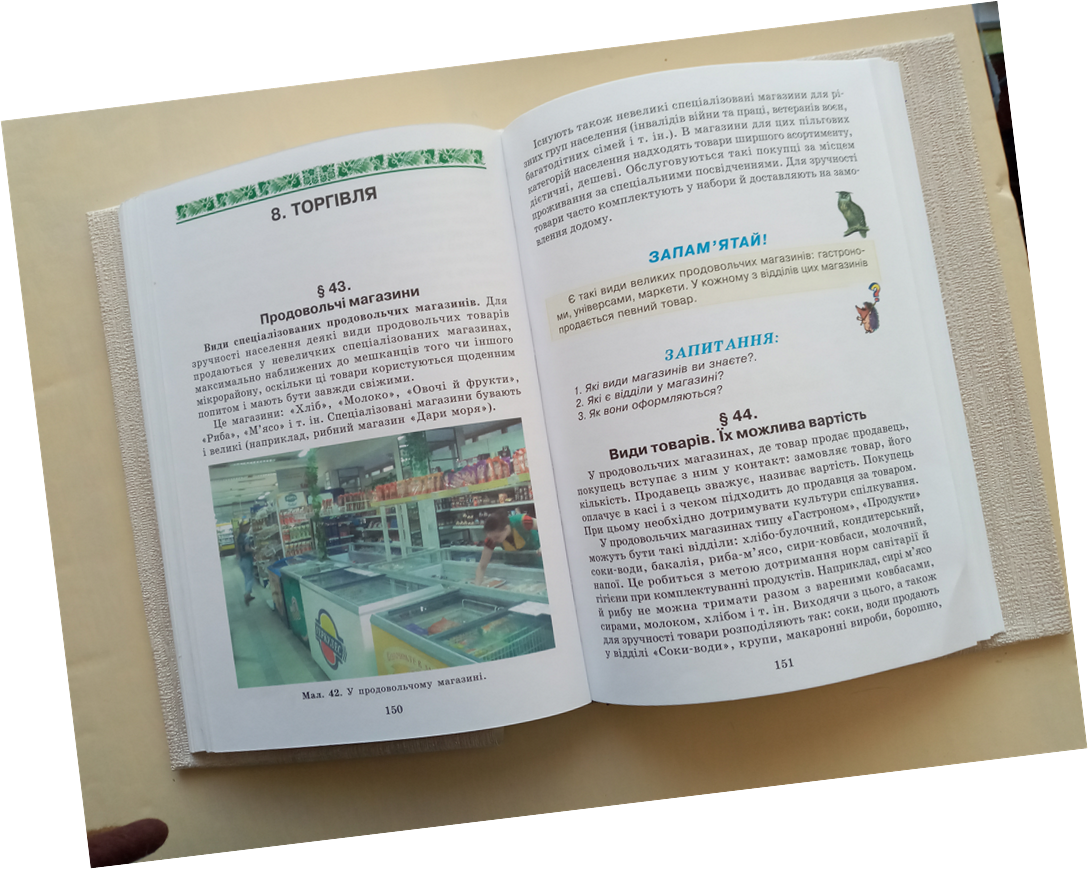 8. ТОРГІВЛЯ
§ 43.
Продовольчі магазини
Види спеціалізованих продовольчих магазинів. Для
зручності населення деякі види продовольчих товарів
продаються у невеличких спеціалізованих магазинах,
максимально наближених до мешканців того чи іншого
мікрорайону, оскільки ці товари користуються щоденним
попитом і мають бути завжди свіжими.
Це магазини: «Хліб», «Молоко», «Овочі й фрукти»,
«Риба», «М'ясо» і т. ін. Спеціалізовані магазини бувають
і великі (наприклад, рибний магазин «Дари моря»).
Мал. 42. У продовольчому магазині.
150
Існують також невеликі спеціалізовані магазини для рі-
зних груп населення (інвалідів війни та праці, ветеранів воєн,
багатодітних сімей і т. ін.). В магазини для цих пільгових
категорій населення надходять товари ширшого асортименту,
дієтичні, дешеві. Обслуговуються такі покупці за місцем
проживання за спеціальними посвідченнями. Для зручності
товари часто комплектують у набори й доставляють на замо-
влення додому.
ЗАПАМ'ЯТАЙ!
Є такі види великих продовольчих магазинів: гастроно-
ми, універсами, маркети. У кожному з відділів цих магазинів
продається певний товар.
ЗАПИТАННЯ:
1. Які види магазинів ви знаєте?.
2. Які є відділи у магазині?
3. Як вони оформляються?
§ 44.
Види товарів. Їх можлива вартість
У продовольчих магазинах, де товар продає продавець,
покупець вступає з ним у контакт: замовляє товар, його
кількість. Продавець зважує, називає вартість. Покупець
оплачує в касі і з чеком підходить до продавця за товаром.
При цьому необхідно дотримувати культури спілкування.
У продовольчих магазинах типу «Гастроном», «Продукти»
можуть бути такі відділи: хлібо-булочний, кондитерський,
соки-води, бакалія, риба-м'ясо, сири-ковбаси, молочний,
напої. Це робиться з метою дотримання норм санітарії й
гігієни при комплектуванні продуктів. Наприклад, сирі м'ясо
й рибу не можна тримати разом з вареними ковбасами,
сирами, молоком, хлібом і т. ін. Виходячи з цього, а також
для зручності товари розподіляють так: соки, води продають
у відділі «Соки-води», крупи, макаронні вироби, борошно,
151